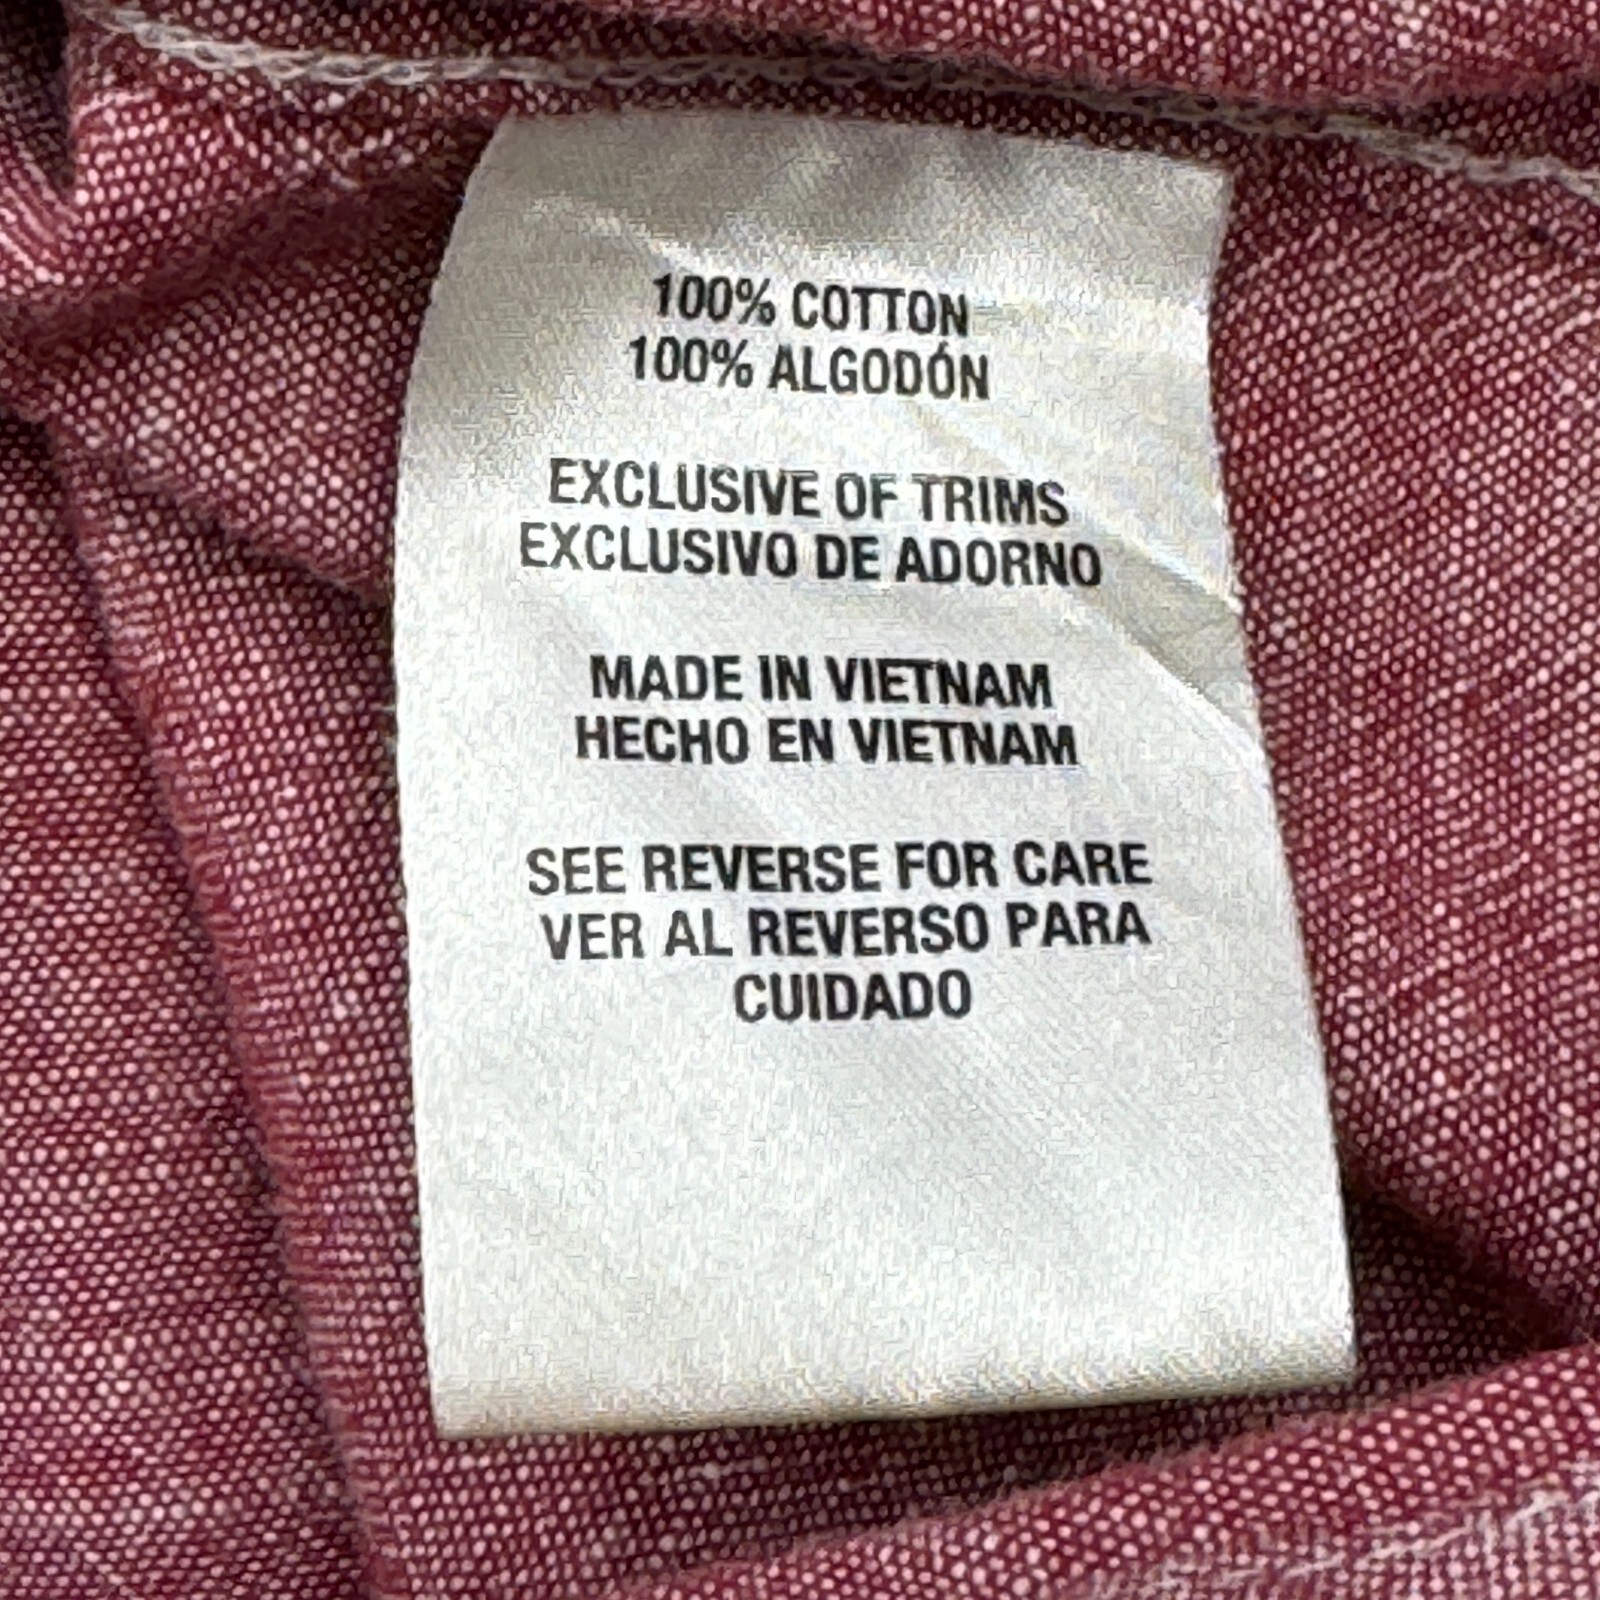 100% COTTON
100% ALGODÓN
EXCLUSIVE OF TRIMS
EXCLUSIVO DE ADORNO
MADE IN VIETNAM
HECHO EN VIETNAM
SEE REVERSE FOR CARE
VER AL REVERSO PARA
CUIDADO